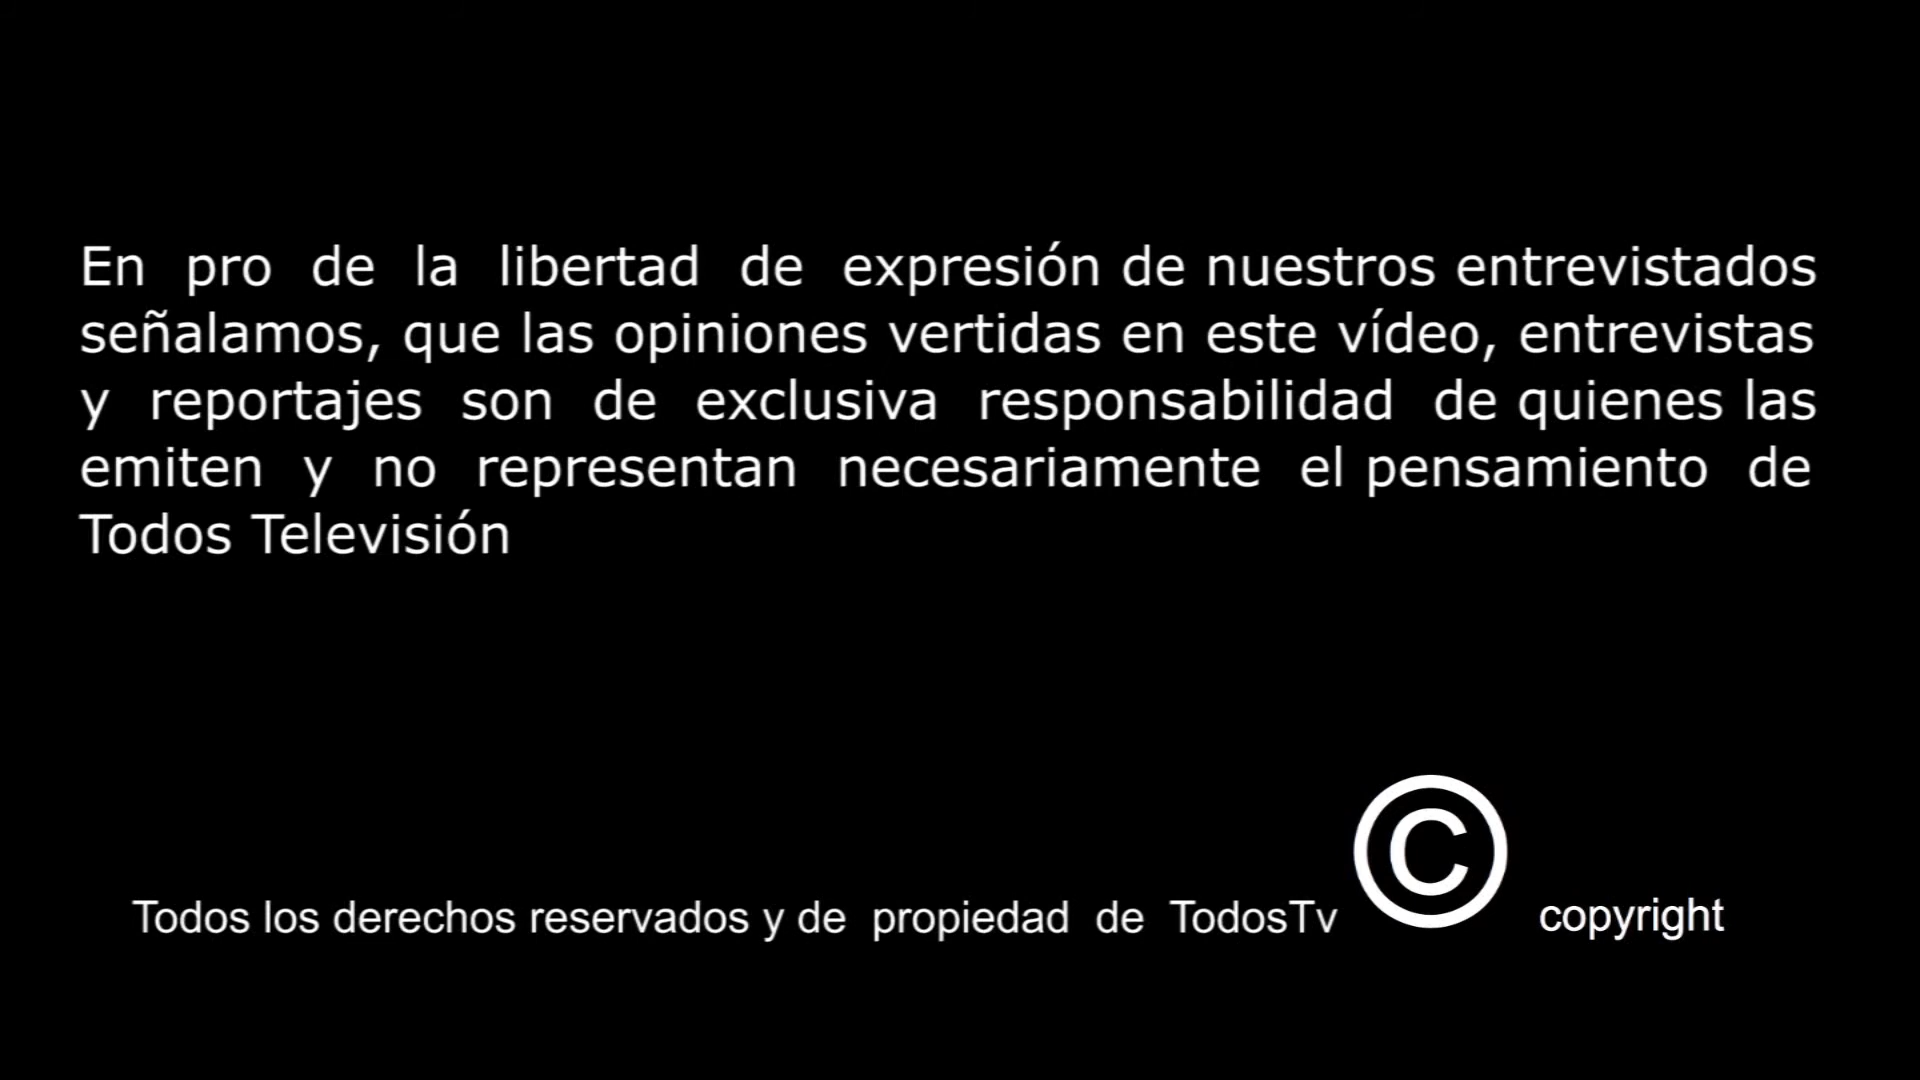 En pro de la libertad de expresión de nuestros entrevistados
señalamos, que las opiniones vertidas en este vídeo, entrevistas
y reportajes son de exclusiva responsabilidad de quienes las
emiten y no representan necesariamente el pensamiento de
Todos Televisión
Todos los derechos reservados y de propiedad de TodosTv © copyright